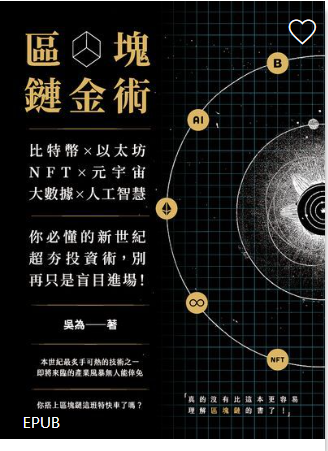 區塊
鏈金術
比特幣×以太坊
NFT×元宇宙
大數據×人工智慧
你必懂的新世紀
超夯投資術，別
再只是盲目進場！
吳為──著
本世紀最炙手可熱的技術之一
即將來臨的產業風暴無人能倖免
你搭上區塊鏈這班特快車了嗎？
B
AI
NFT
「真的沒有比這本更容易
理解區塊鏈的書了！」
EPUB